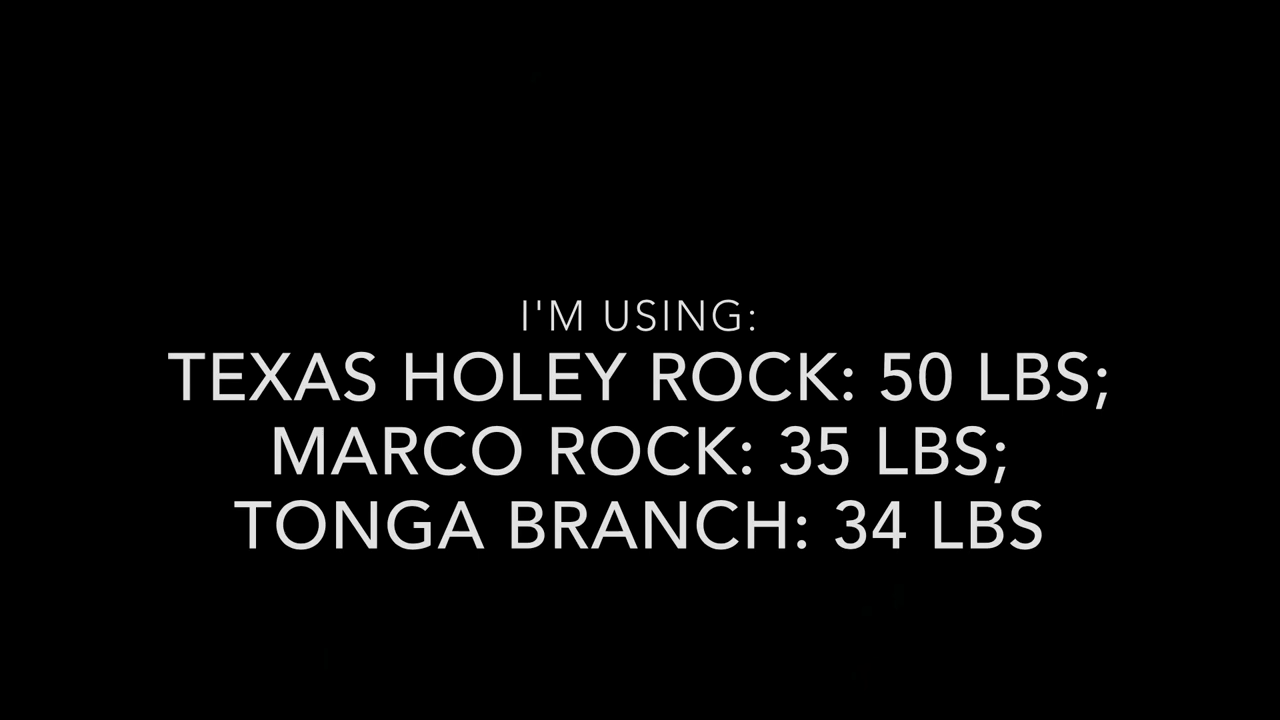 I'M USING:
TEXAS HOLEY ROCK: 50 LBS;
MARCO ROCK: 35 LBS;
TONGA BRANCH: 34 LBS